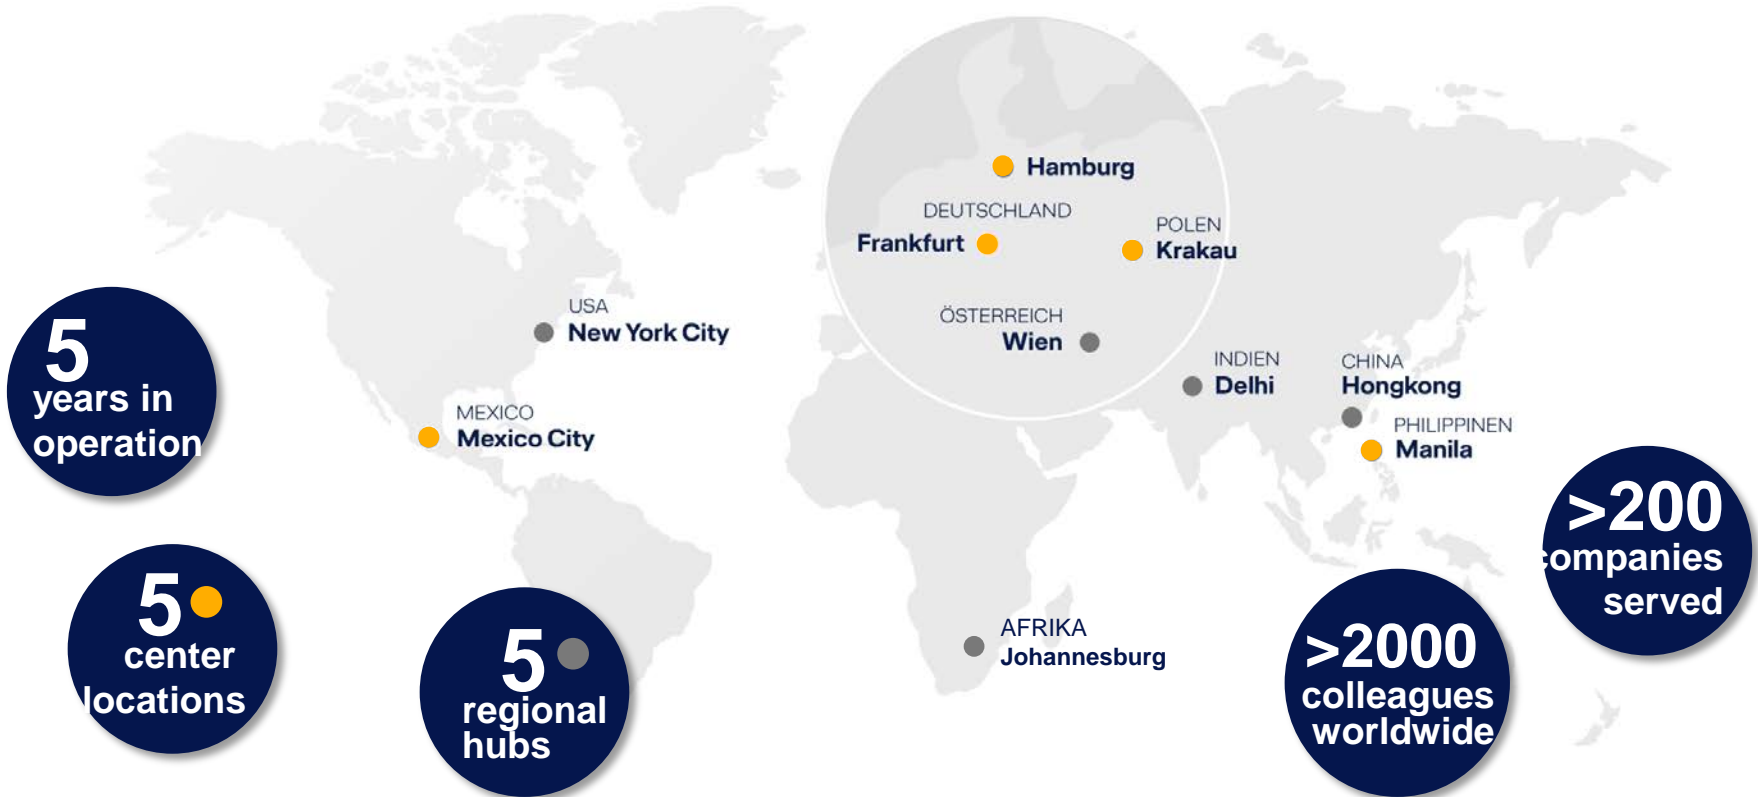 Hamburg
DEUTSCHLAND
Frankfurt
POLEN
Krakau
ÖSTERREICH
Wien
USA
New York City
MEXICO
Mexico City
INDIEN
Delhi
CHINA
Hongkong
PHILIPPINEN
Manila
AFRIKA
Johannesburg
5
years in
operation
5
center
locations
5
regional
hubs
>2000
colleagues
worldwide
>200
companies
served